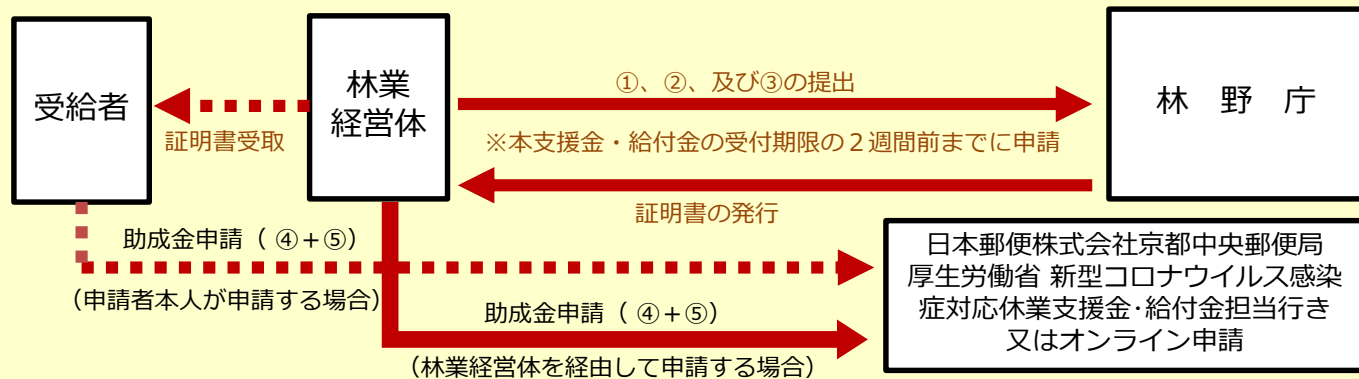 受給者
林業
経営体
証明書受取
①、②、及び③の提出
※本支援金・給付金の受付期限の２週間前までに申請
証明書の発行
林　野　庁
助成金申請（ ④＋⑤）
（申請者本人が申請する場合）
助成金申請（ ④＋⑤）
（林業経営体を経由して申請する場合）
日本郵便株式会社京都中央郵便局
厚生労働省 新型コロナウイルス感染
症対応休業支援金･給付金担当行き
又はオンライン申請